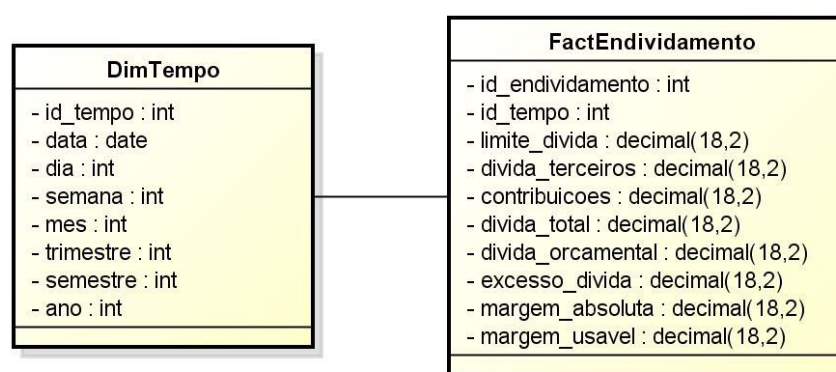 DimTempo
- id_tempo : int
- data : date
- dia : int
- semana : int
- mes : int
- trimestre : int
- semestre : int
- ano : int
FactEndividamento
- id_endividamento : int
- id_tempo : int
- limite_divida : decimal(18,2)
- divida_terceiros : decimal(18,2)
- contribuicoes : decimal(18,2)
- divida_total : decimal(18,2)
- divida_orcamental : decimal(18,2)
- excesso_divida : decimal(18,2)
- margem_absoluta : decimal(18,2)
- margem_usavel : decimal(18,2)